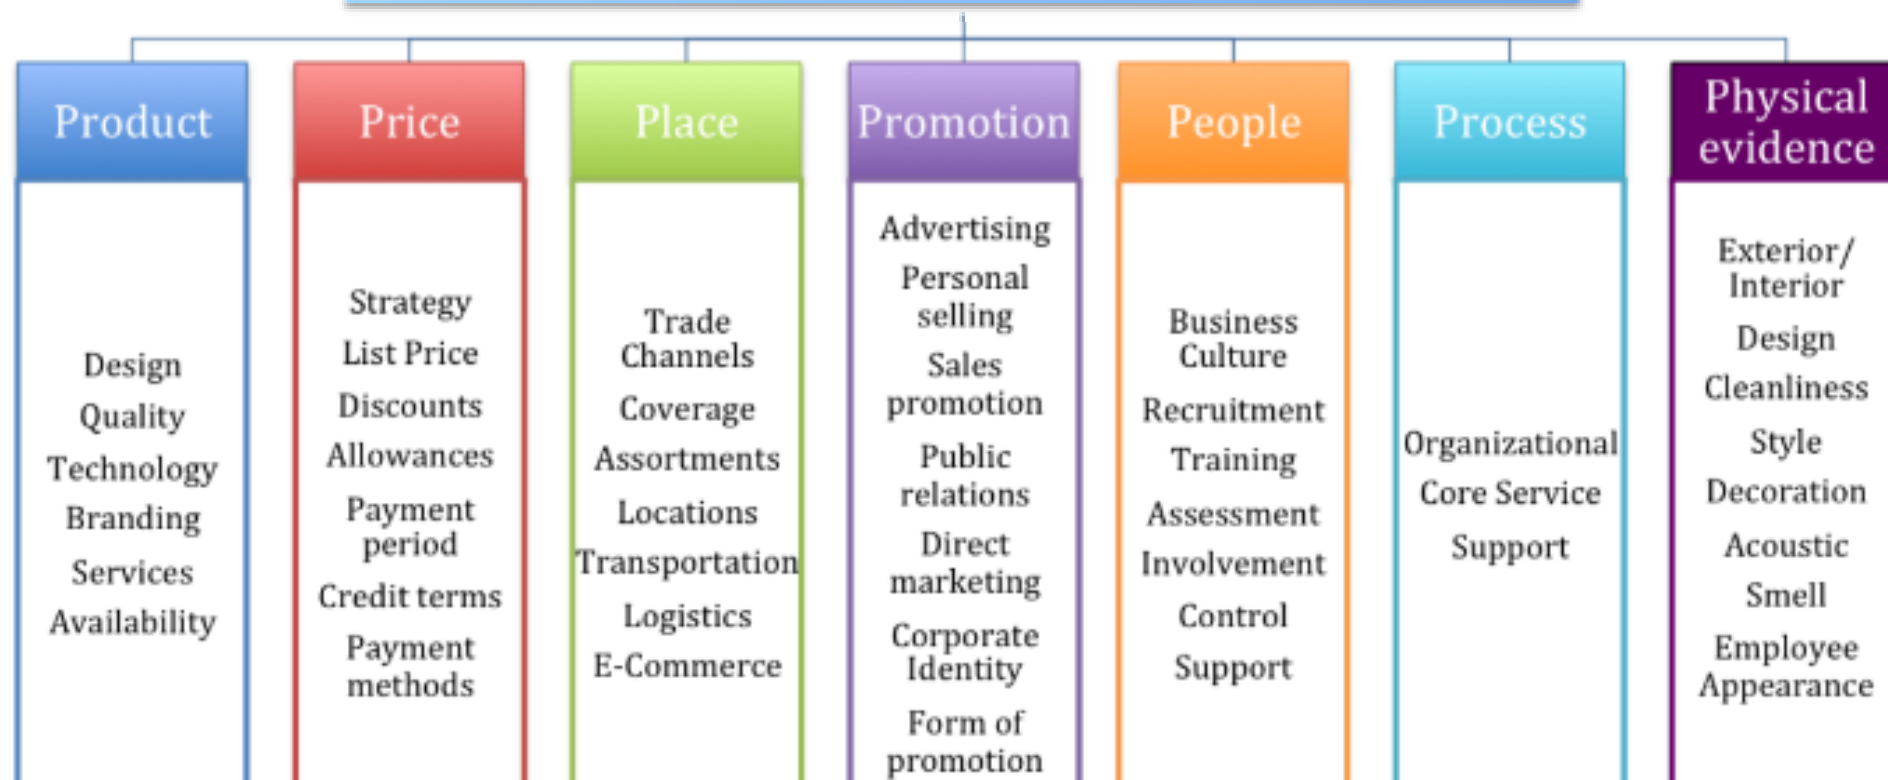 Product
Design
Quality
Technology
Branding
Services
Availability
Price
Strategy
List Price
Discounts
Allowances
Payment
period
Credit terms
Payment
methods
Place
Trade
Channels
Coverage
Assortments
Locations
Transportation
Logistics
E-Commerce
Promotion
Advertising
Personal
selling
Sales
promotion
Public
relations
Direct
marketing
Corporate
Identity
Form of
promotion
People
Business
Culture
Recruitment
Training
Assessment
Involvement
Control
Support
Process
Organizational
Core Service
Support
Physical
evidence
Exterior/
Interior
Design
Cleanliness
Style
Decoration
Acoustic
Smell
Employee
Appearance